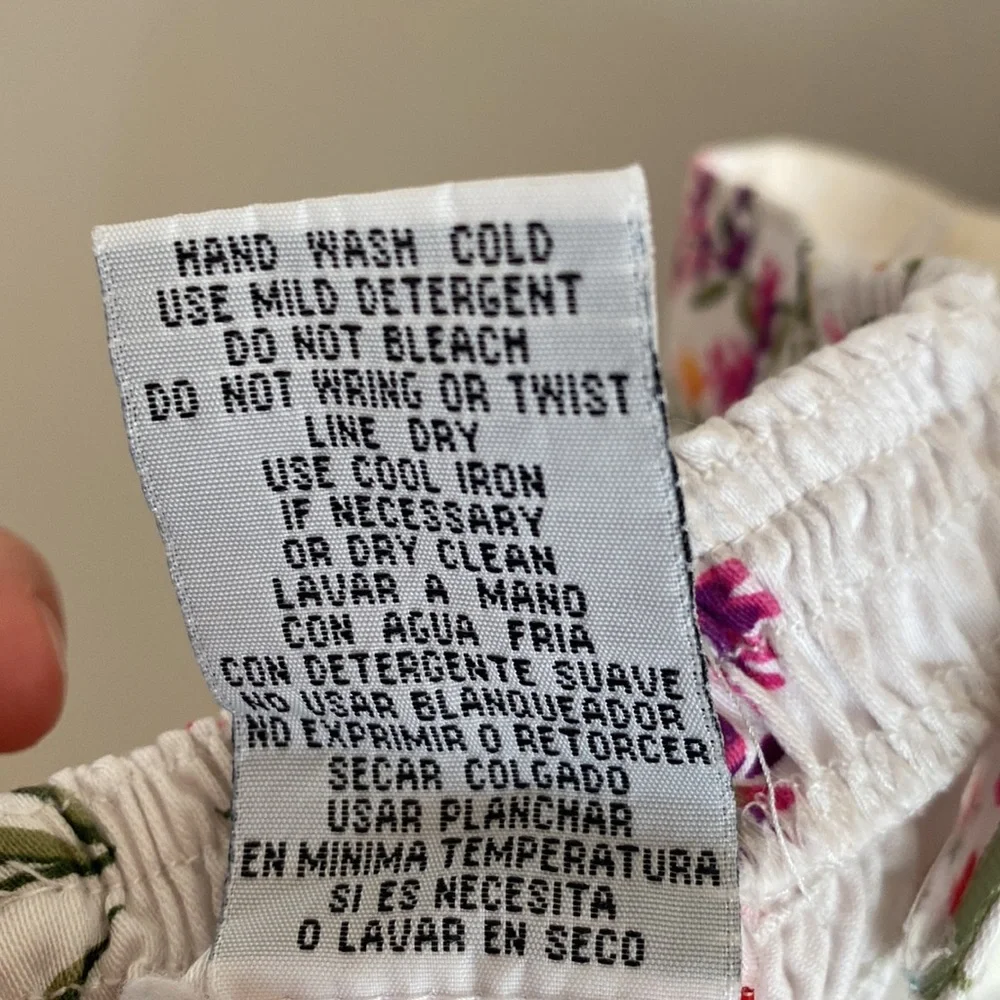 HAND WASH COLD
USE MILD DETERGENT
DO NOT BLEACH
DO NOT WRING OR TWIST
LINE DRY
USE COOL IRON
IF NECESSARY
OR DRY CLEAN
LAVAR A MANO
CON AGUA FRIA
CON DETERGENTE SUAVE
NO USAR BLANQUEADOR
NO EXPRIMIR O RETORCER
SECAR COLGADO
USAR PLANCHAR
EN MINIMA TEMPERATURA
SI ES NECESITA
O LAVAR EN SECO